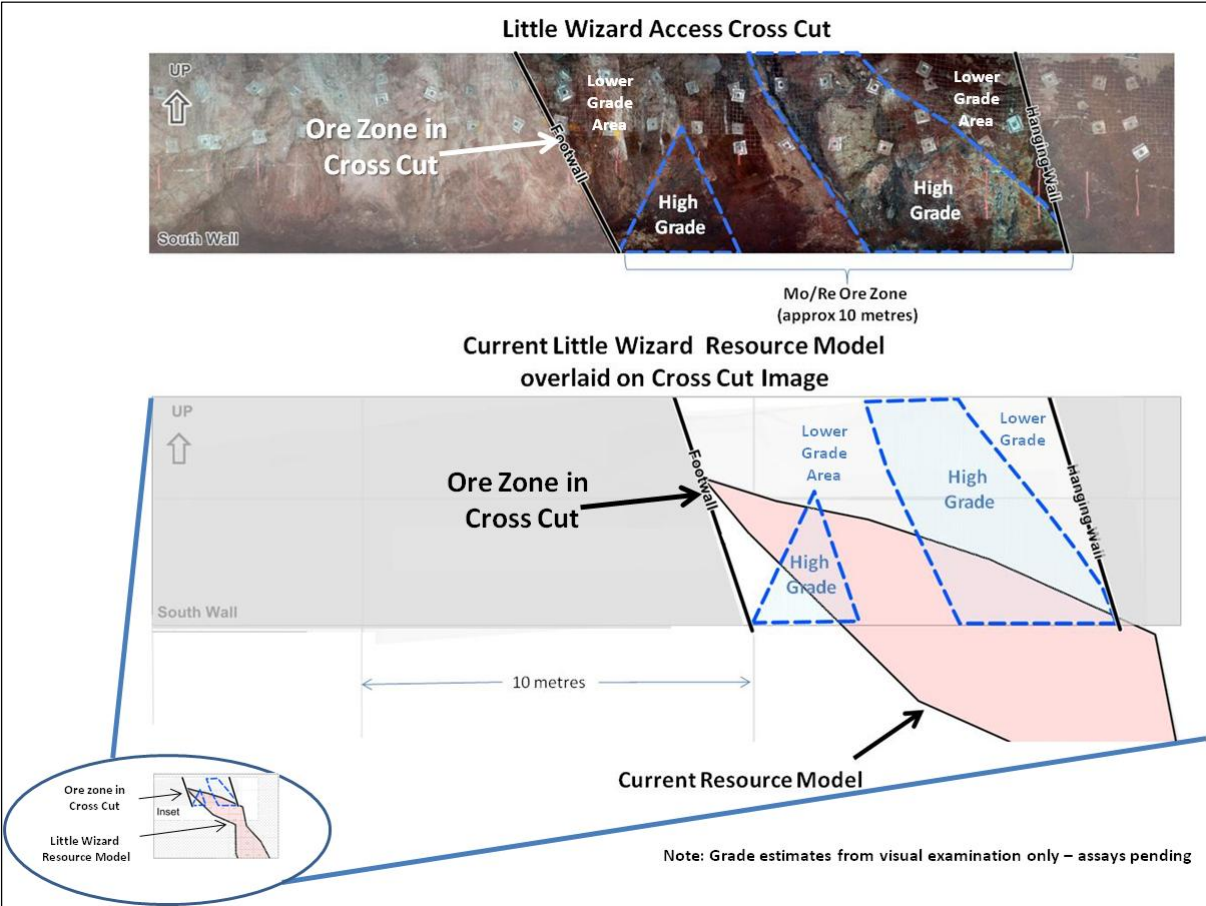 Little Wizard Access Cross Cut
UP
Ore Zone in
Cross Cut
Footwall
Lower
Grade
Area
High
Grade
Lower
Grade
Area
High
Grade
Hanging Wall
South Wall
Mo/Re Ore Zone
(approx 10 metres)
Current Little Wizard Resource Model
overlaid on Cross Cut Image
UP
Ore Zone in
Cross Cut
Footwall
Lower
Grade
Area
High
Grade
High
Grade
Lower
Grade
Hanging Wall
South Wall
10 metres
Current Resource Model
Ore zone in
Cross Cut
Inset
Little Wizard
Resource Model
Note: Grade estimates from visual examination only – assays pending